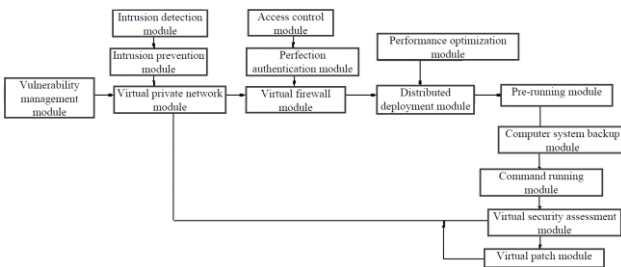 Intrusion detection
module
Access control
module
Intrusion prevention
module
Perfection
authentication module
Performance optimization
module
Vulnerability
management
module
Virtual private network
module
Virtual firewall
module
Distributed
deployment module
Pre-running module
Computer system backup
module
Command running
module
Virtual security assessment
module
Virtual patch module